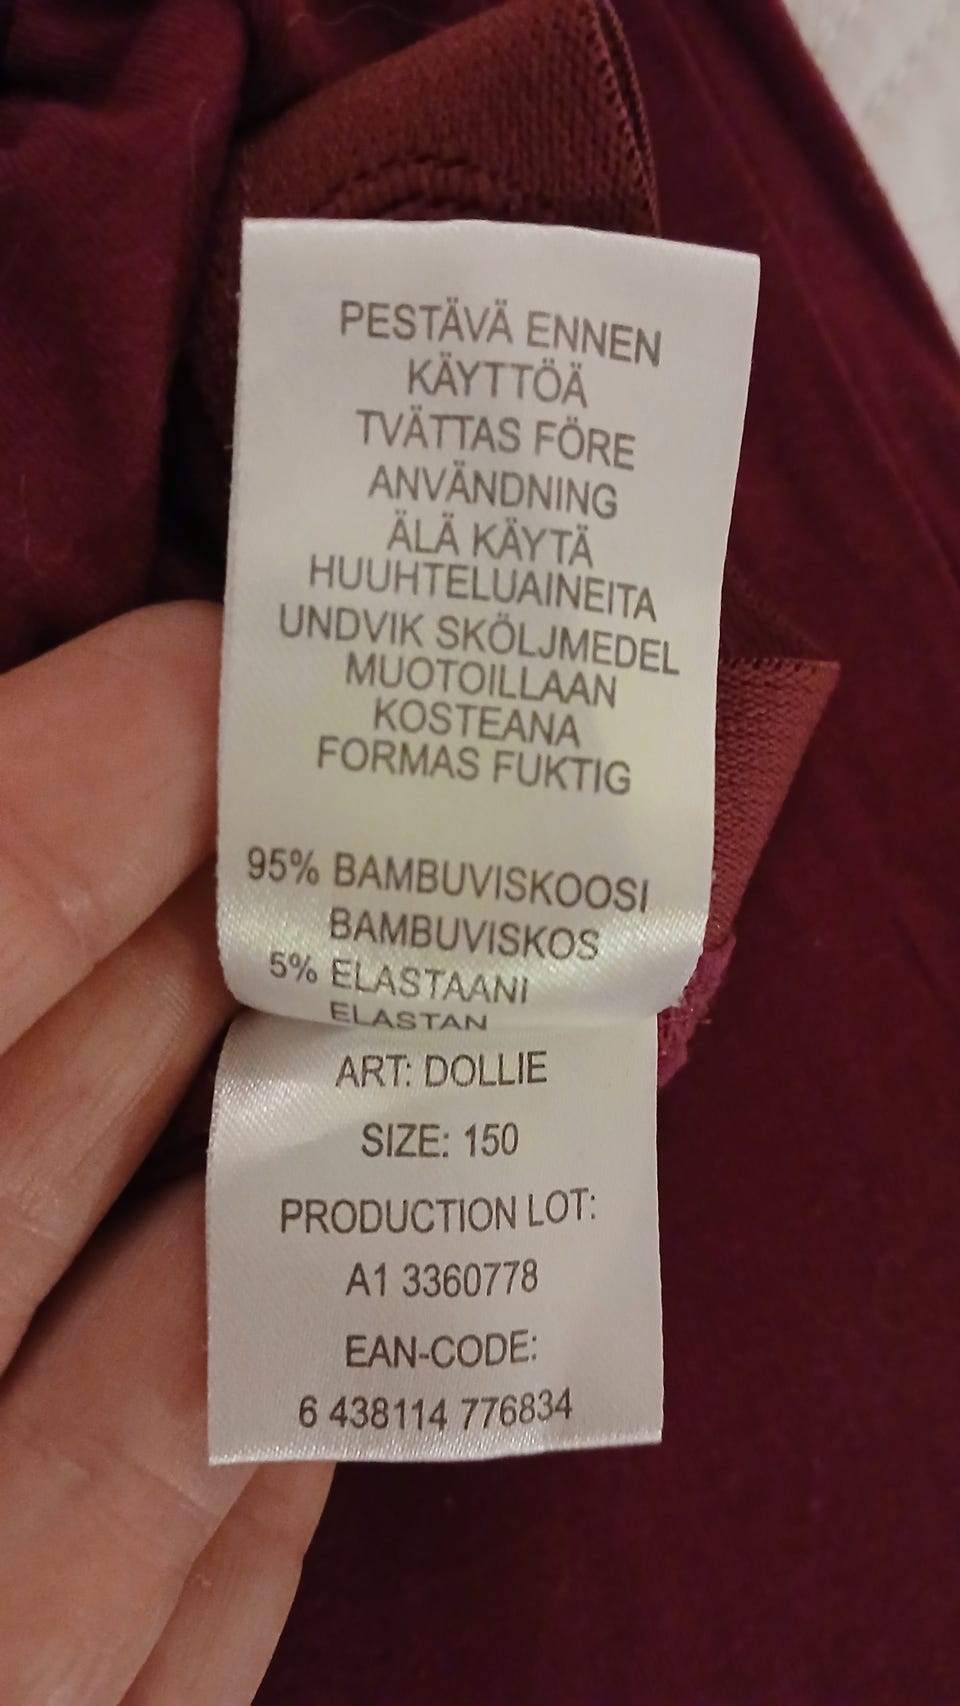 PESTÄVÄ ENNEN
KÄYTTÖÄ
TVÄTTAS FÖRE
ANVÄNDNING
ÄLÄ KÄYTÄ
HUUHTELUAINEITA
UNDVIK SKÖLJMEDEL
MUOTOILLAAN
KOSTEANA
FORMAS FUKTIG
95% BAMBUVISKOOSI
BAMBUVISKOS
5% ELASTAANI
ELASTAN
ART: DOLLIE
SIZE: 150
PRODUCTION LOT:
A1 3360778
EAN-CODE:
6 438114 776834